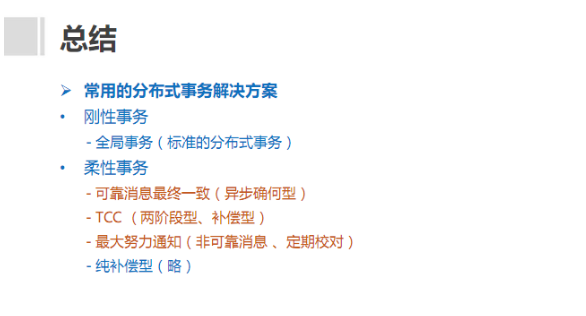 总结
常用的分布式事务解决方案
• 刚性事务
- 全局事务（标准的分布式事务）
• 柔性事务
- 可靠消息最终一致（异步确何型）
- TCC （两阶段型、补偿型）
- 最大努力通知（非可靠消息 、定期校对）
- 纯补偿型（略）